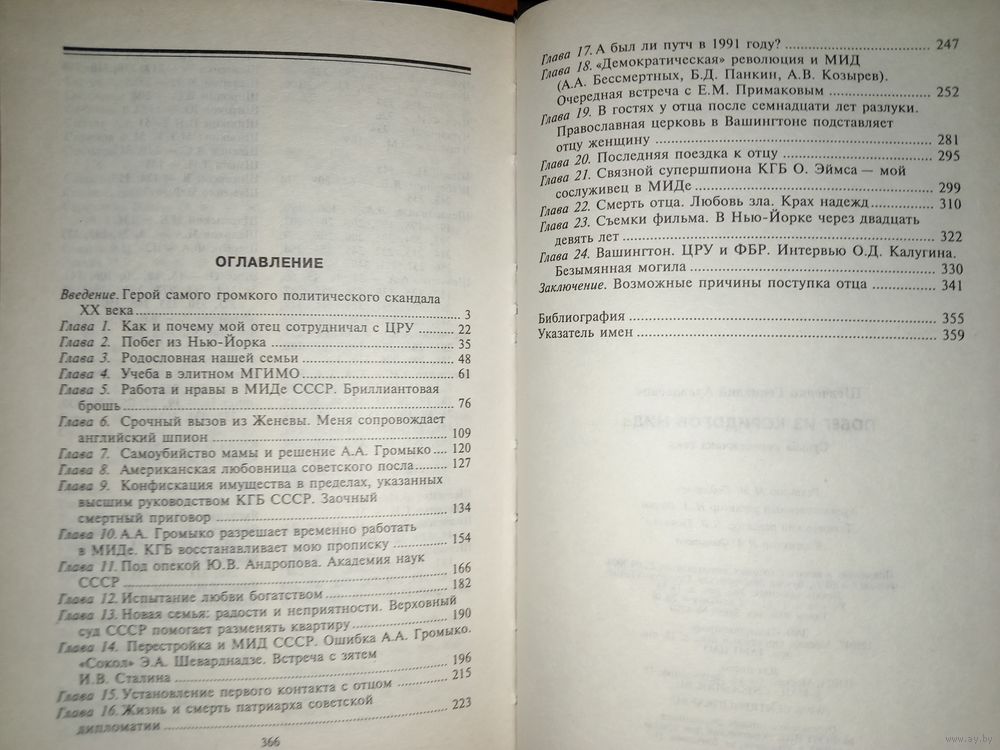 ОГЛАВЛЕНИЕ
Введение. Герой самого громкого политического скандала
XX века ........ 3
Глава 1. Как и почему мой отец сотрудничал с ЦРУ ........ 22
Глава 2. Побег из Нью-Йорка ........ 35
Глава 3. Родословная нашей семьи ........ 48
Глава 4. Учеба в элитном МГИМО ........ 61
Глава 5. Работа и нравы в МИДе СССР. Бриллиантовая
брошь ........ 76
Глава 6. Срочный вызов из Женевы. Меня сопровождает
английский шпион ........ 109
Глава 7. Самоубийство мамы и решение А.А. Громыко .... 120
Глава 8. Американская любовница советского посла ........ 127
Глава 9. Конфискация имущества в пределах, указанных
высшим руководством КГБ СССР. Заочный
смертный приговор ........ 134
Глава 10. А.А. Громыко разрешает временно работать
в МИДе. КГБ восстанавливает мою прописку ........ 154
Глава 11. Под опекой Ю.В. Андропова. Академия наук
СССР ........ 166
Глава 12. Испытание любви богатством ........ 182
Глава 13. Новая семья: радости и неприятности. Верховный
суд СССР помогает разменять квартиру ........ 190
Глава 14. Перестройка и МИД СССР. Ошибка А.А. Громыко.
«Сокол» Э.А. Шеварднадзе. Встреча с зятем
И.В. Сталина ........ 196
Глава 15. Установление первого контакта с отцом ........ 215
Глава 16. Жизнь и смерть патриарха советской
дипломатии ........ 223
366
Глава 17. А был ли путч в 1991 году? ........ 247
Глава 18. «Демократическая» революция и МИД
(А.А. Бессмертных, Б.Д. Панкин, А.В. Козырев).
Очередная встреча с Е.М. Примаковым ........ 252
Глава 19. В гостях у отца после семнадцати лет разлуки.
Православная церковь в Вашингтоне подставляет
отцу женщину ........ 281
Глава 20. Последняя поездка к отцу ........ 295
Глава 21. Связной супершпиона КГБ О. Эймса — мой
сослуживец в МИДе ........ 299
Глава 22. Смерть отца. Любовь зла. Крах надежд ........ 310
Глава 23. Съемки фильма. В Нью-Йорке через двадцать
девять лет ........ 322
Глава 24. Вашингтон. ЦРУ и ФБР. Интервью О.Д. Калугина.
Безымянная могила ........ 330
Заключение. Возможные причины поступка отца ........ 341
Библиография ........ 355
Указатель имен ........ 359
www.ay.by